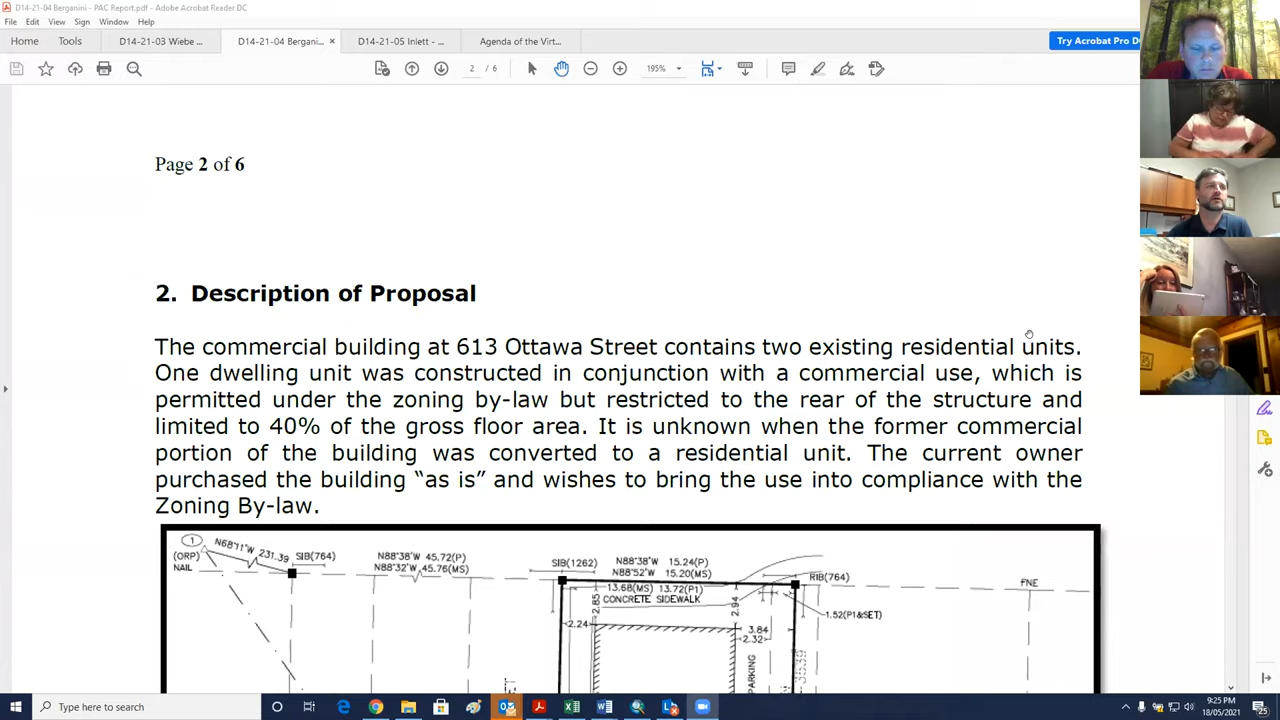 D14-21-04 Berganini - PAC Report.pdf - Adobe Acrobat Reader DC
File Edit View Sign Window Help
Home Tools D14-21-03 Wiebe ... D14-21-04 Bergani... × D14-21-05 Inlett - ... Agenda of the Virt... Try Acrobat Pro D
2 / 6 195%
Page 2 of 6
2. Description of Proposal
The commercial building at 613 Ottawa Street contains two existing residential units.
One dwelling unit was constructed in conjunction with a commercial use, which is
permitted under the zoning by-law but restricted to the rear of the structure and
limited to 40% of the gross floor area. It is unknown when the former commercial
portion of the building was converted to a residential unit. The current owner
purchased the building “as is” and wishes to bring the use into compliance with the
Zoning By-law.
1
(ORP)
NAIL
N68°11'W 231.39
SIB(764)
N88°38'W 45.72(P)
N88°32'W 45.76(MS)
SIB(1262)
N88°38'W 15.24(P)
N88°52'W 15.20(MS)
RIB(764)
FNE
13.68(MS) 13.72(P1)
CONCRETE SIDEWALK
2.85
2.94
1.52(P1&SET)
2.24
3.84
2.32
PARKING
Type here to search
9:25 PM
18/05/2021
25